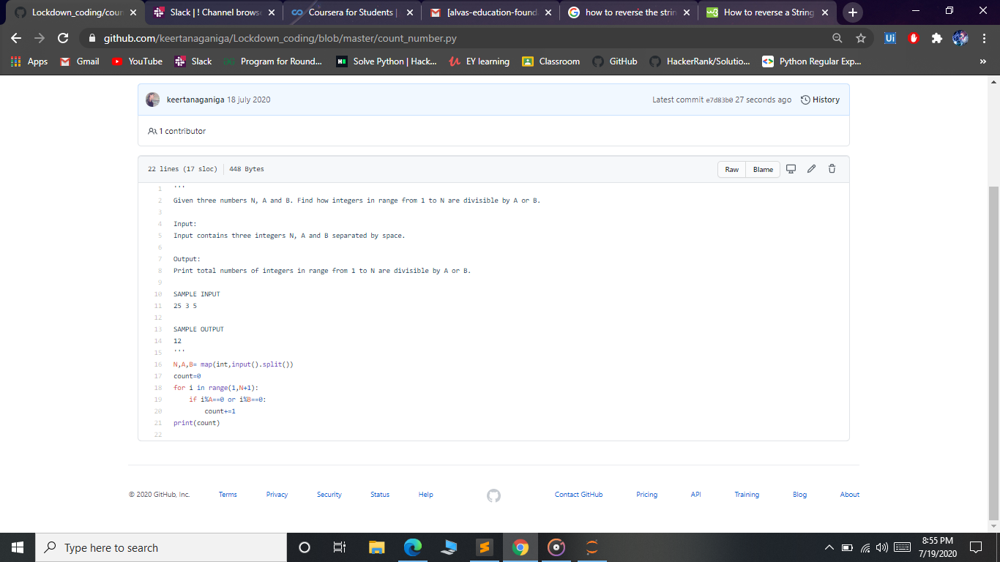 Lockdown_coding/coun
Slack | ! Channel browse
Coursera for Students |
[alvas-education-found
how to reverse the strin
How to reverse a String
github.com/keertanaganiga/Lockdown_coding/blob/master/count_number.py
Apps
Gmail
YouTube
Slack
Program for Round...
Solve Python | Hack...
EY learning
Classroom
GitHub
HackerRank/Solutio...
Python Regular Exp...
»
keertanaganiga 18 july 2020
Latest commit e7d83b0 27 seconds ago
History
1 contributor
22 lines (17 sloc) 448 Bytes
Raw
Blame
1 '''
2 Given three numbers N, A and B. Find how integers in range from 1 to N are divisible by A or B.
3
4 Input:
5 Input contains three integers N, A and B separated by space.
6
7 Output:
8 Print total numbers of integers in range from 1 to N are divisible by A or B.
9
10 SAMPLE INPUT
11 25 3 5
12
13 SAMPLE OUTPUT
14 12
15 '''
16 N,A,B= map(int,input().split())
17 count=0
18 for i in range(1,N+1):
19     if i%A==0 or i%B==0:
20         count+=1
21 print(count)
22
© 2020 GitHub, Inc.
Terms
Privacy
Security
Status
Help
Contact GitHub
Pricing
API
Training
Blog
About
Type here to search
8:55 PM
7/19/2020